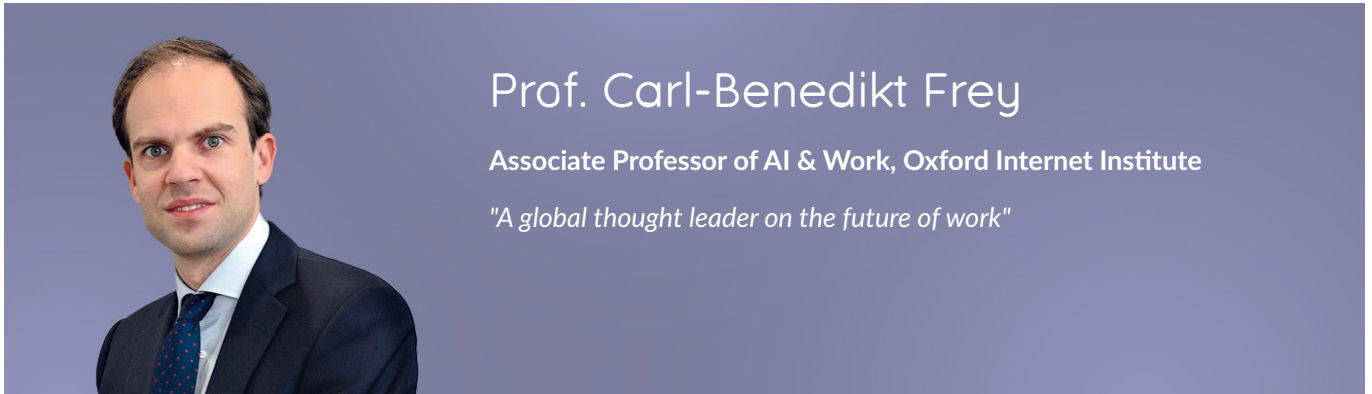 Prof. Carl-Benedikt Frey
Associate Professor of AI & Work, Oxford Internet Institute
"A global thought leader on the future of work"